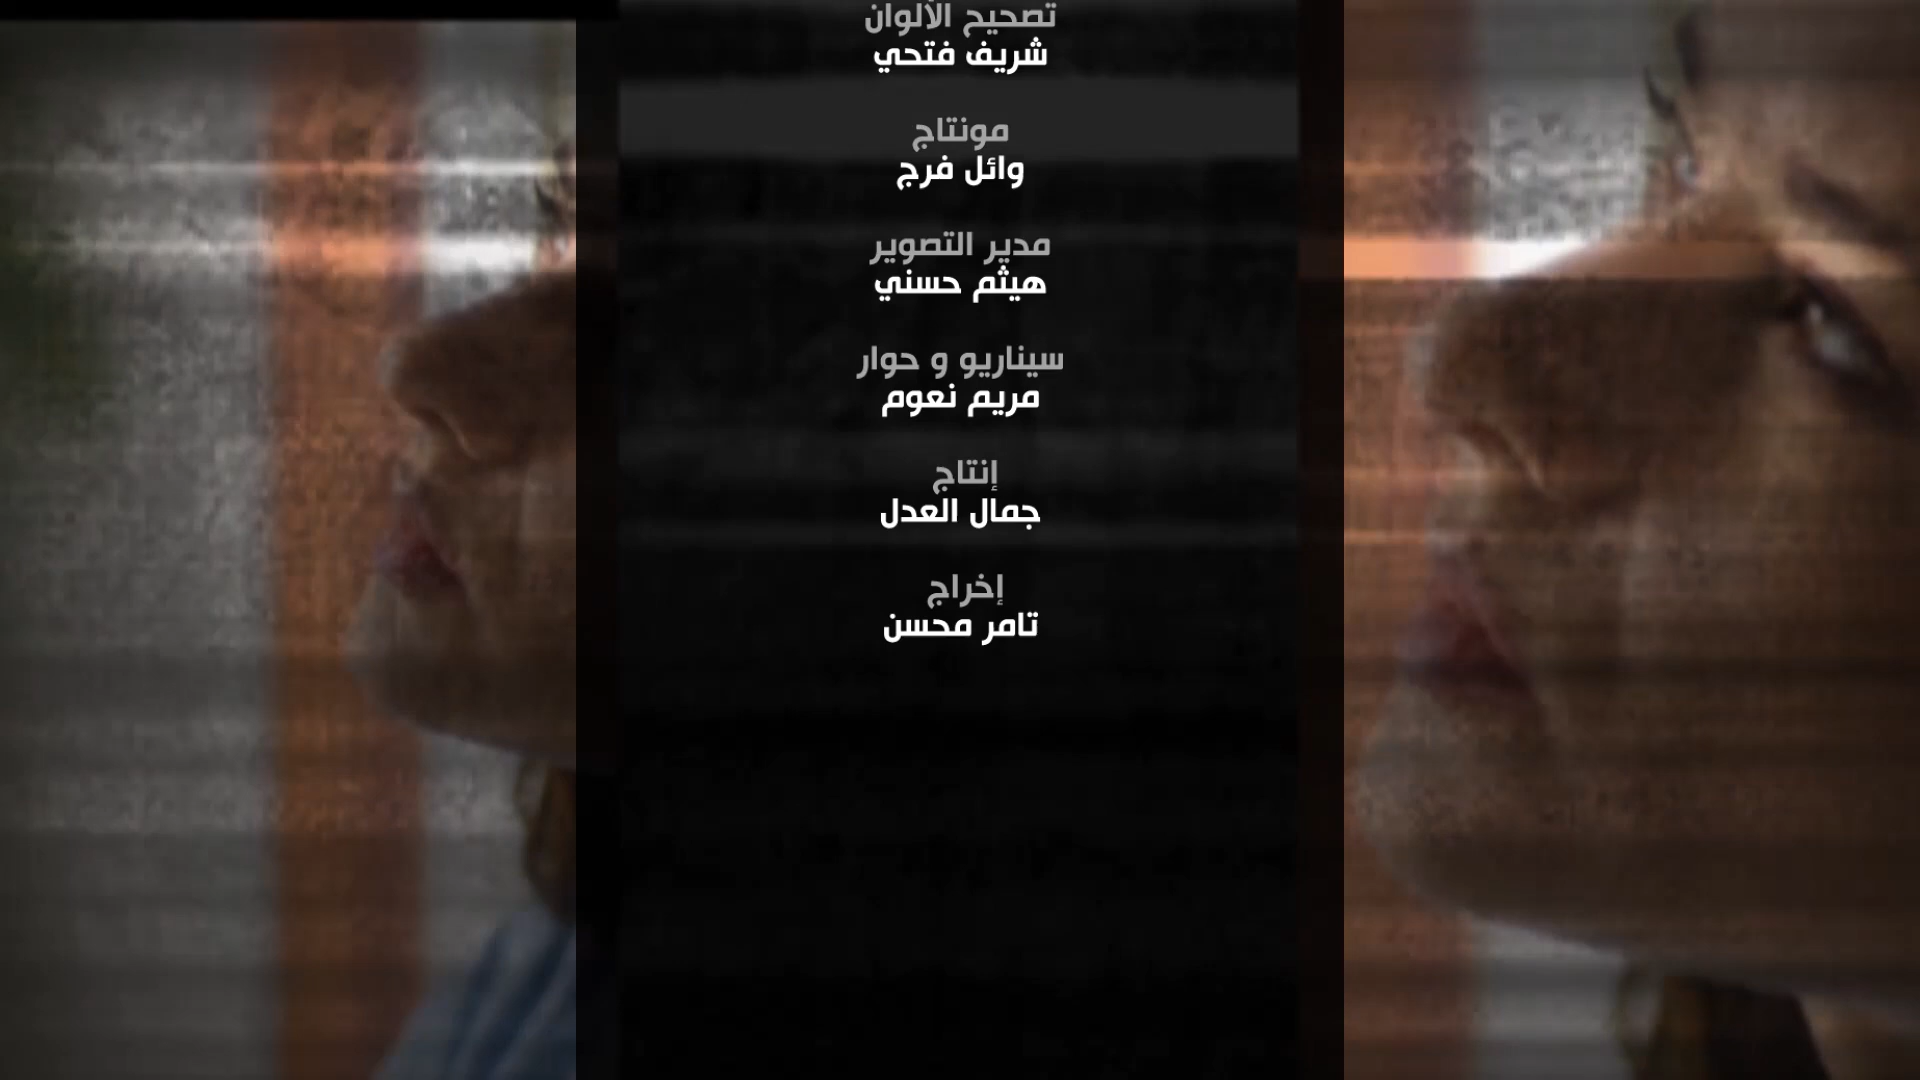 تصحيح الألوان
شريف فتحي
مونتاج
وائل فرج
مدير التصوير
هيثم حسني
سيناريو و حوار
مريم نعوم
إنتاج
جمال العدل
إخراج
تامر محسن